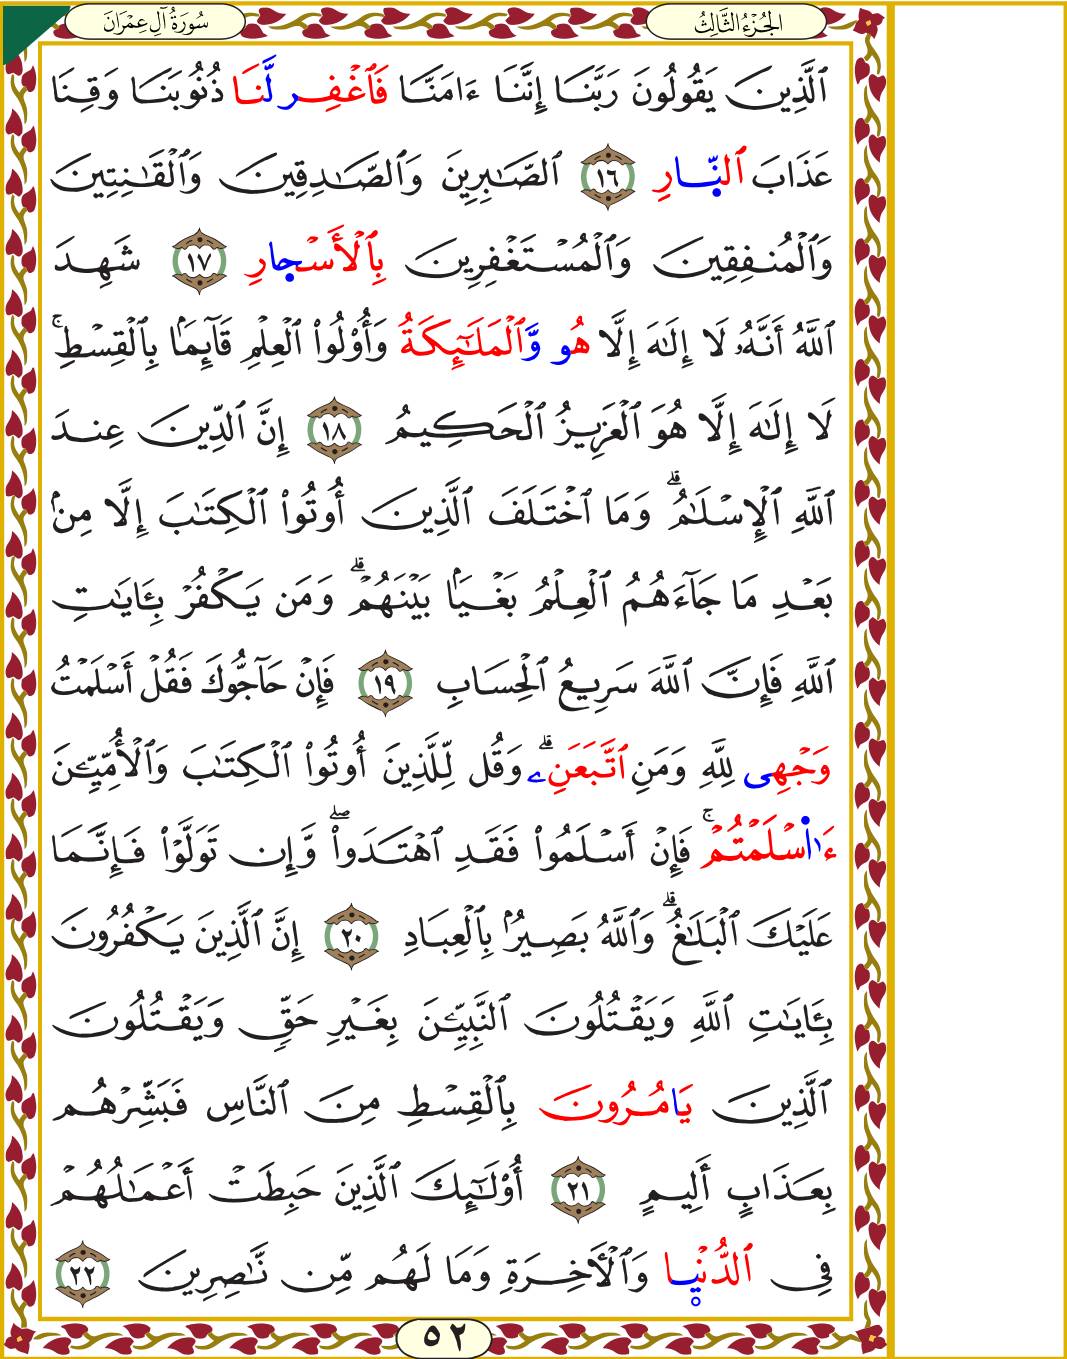 سُورَةُ آلِ عِمْرَانَ
الجُزْءُ الثَّالِثُ
ٱلَّذِينَ يَقُولُونَ رَبَّنَآ إِنَّنَآ ءَامَنَّا فَٱغْفِر لَّنَا ذُنُوبَنَا وَقِنَا
عَذَابَ ٱلنّ۪ارِ ١٦ ٱلصَّٰبِرِينَ وَٱلصَّٰدِقِينَ وَٱلْقَٰنِتِينَ
وَٱلْمُنفِقِينَ وَٱلْمُسْتَغْفِرِينَ بِٱلْأَسْح۪ارِ ١٧ شَهِدَ
ٱللَّهُ أَنَّهُۥ لَآ إِلَٰهَ إِلَّا هُو وَّٱلْمَلَٰٓئِكَةُ وَأُو۟لُوا۟ ٱلْعِلْمِ قَآئِمَۢا بِٱلْقِسْطِۚ
لَآ إِلَٰهَ إِلَّا هُوَ ٱلْعَزِيزُ ٱلْحَكِيمُ ١٨ إِنَّ ٱلدِّينَ عِندَ
ٱللَّهِ ٱلْإِسْلَٰمُۗ وَمَا ٱخْتَلَفَ ٱلَّذِينَ أُوتُوا۟ ٱلْكِتَٰبَ إِلَّا مِنۢ
بَعْدِ مَا جَآءَهُمُ ٱلْعِلْمُ بَغْيَۢا بَيْنَهُمْۗ وَمَن يَكْفُرْ بِـَٔايَٰتِ
ٱللَّهِ فَإِنَّ ٱللَّهَ سَرِيعُ ٱلْحِسَابِ ١٩ فَإِنْ حَآجُّوكَ فَقُلْ أَسْلَمْتُ
وَجْهِى لِلَّهِ وَمَنِ ٱتَّبَعَنِۦۗ وَقُل لِّلَّذِينَ أُوتُوا۟ ٱلْكِتَٰبَ وَٱلْأُمِّيِّـۧنَ
ءَا۬سْلَمْتُمْۚ فَإِنْ أَسْلَمُوا۟ فَقَدِ ٱهْتَدَوا۟ۖ وَّإِن تَوَلَّوْا۟ فَإِنَّمَا
عَلَيْكَ ٱلْبَلَٰغُۗ وَٱللَّهُ بَصِيرُۢ بِٱلْعِبَادِ ٢٠ إِنَّ ٱلَّذِينَ يَكْفُرُونَ
بِـَٔايَٰتِ ٱللَّهِ وَيَقْتُلُونَ ٱلنَّبِيِّـۧنَ بِغَيْرِ حَقٍّ وَيَقْتُلُونَ
ٱلَّذِينَ يَامُرُونَ بِٱلْقِسْطِ مِنَ ٱلنَّاسِ فَبَشِّرْهُم
بِعَذَابٍ أَلِيمٍ ٢١ أُو۟لَٰٓئِكَ ٱلَّذِينَ حَبِطَتْ أَعْمَٰلُهُمْ
فِى ٱلدُّنْي۪ا وَٱلْأَخِرَةِ وَمَا لَهُم مِّن نَّٰصِرِينَ ٢٢
٥٢